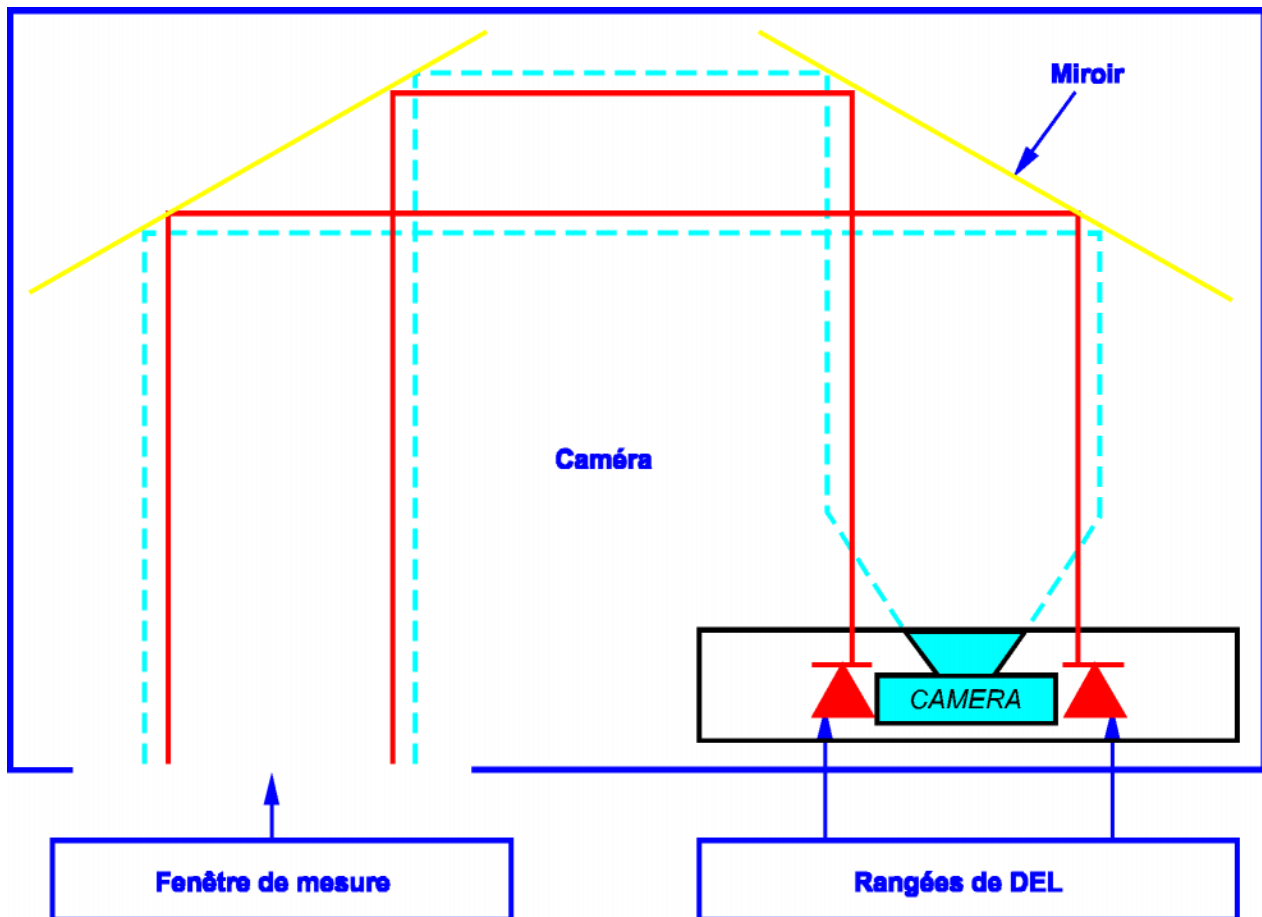 Miroir
Caméra
CAMERA
Fenêtre de mesure
Rangées de DEL